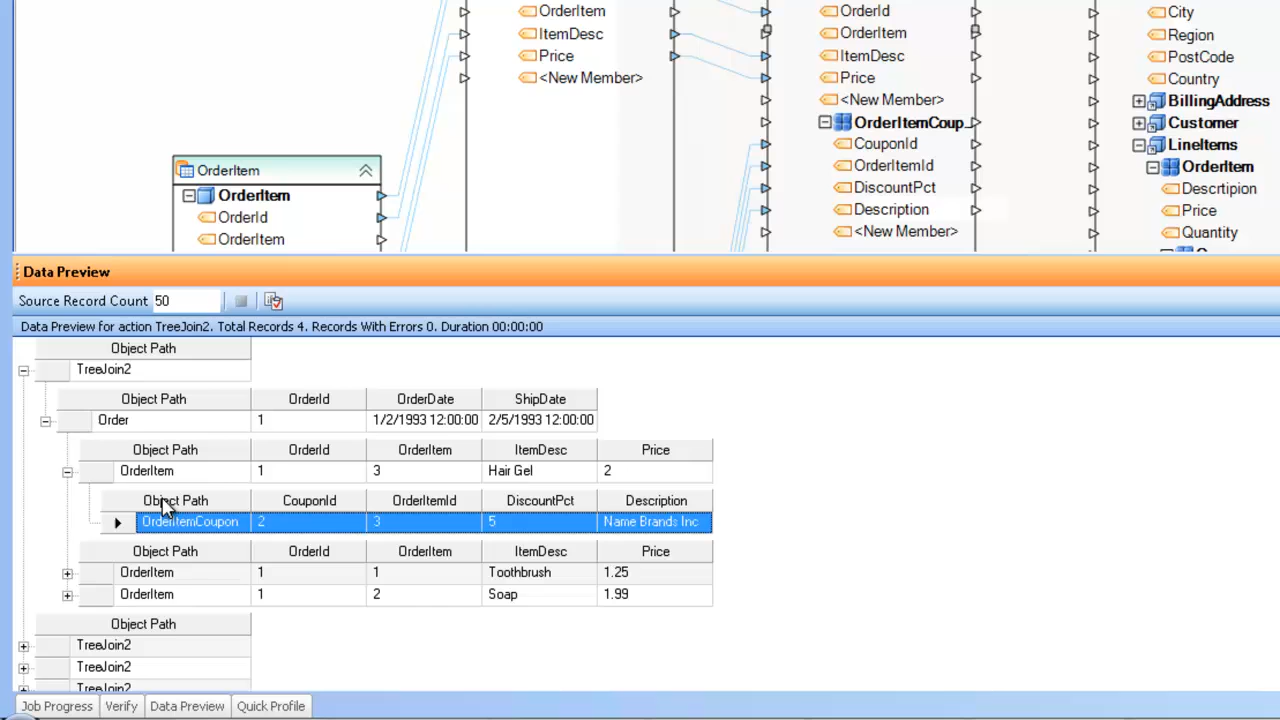 OrderItem
ItemDesc
Price
<New Member>
OrderId
OrderItem
ItemDesc
Price
<New Member>
OrderItemCoup...
CouponId
OrderItemId
DiscountPct
Description
<New Member>
City
Region
PostCode
Country
BillingAddress
Customer
LineItems
OrderItem
Descrtipion
Price
Quantity
OrderItem
OrderItem
OrderId
OrderItem
Data Preview
Source Record Count 50
Data Preview for action TreeJoin2. Total Records 4. Records With Errors 0. Duration 00:00:00
Object Path
TreeJoin2
Object Path OrderId OrderDate ShipDate
Order 1 1/2/1993 12:00:00 2/5/1993 12:00:00
Object Path OrderId OrderItem ItemDesc Price
OrderItem 1 3 Hair Gel 2
Object Path CouponId OrderItemId DiscountPct Description
OrderItemCoupon 2 3 5 Name Brands Inc
Object Path OrderId OrderItem ItemDesc Price
OrderItem 1 1 Toothbrush 1.25
OrderItem 1 2 Soap 1.99
Object Path
TreeJoin2
TreeJoin2
TreeJoin2
Job Progress Verify Data Preview Quick Profile